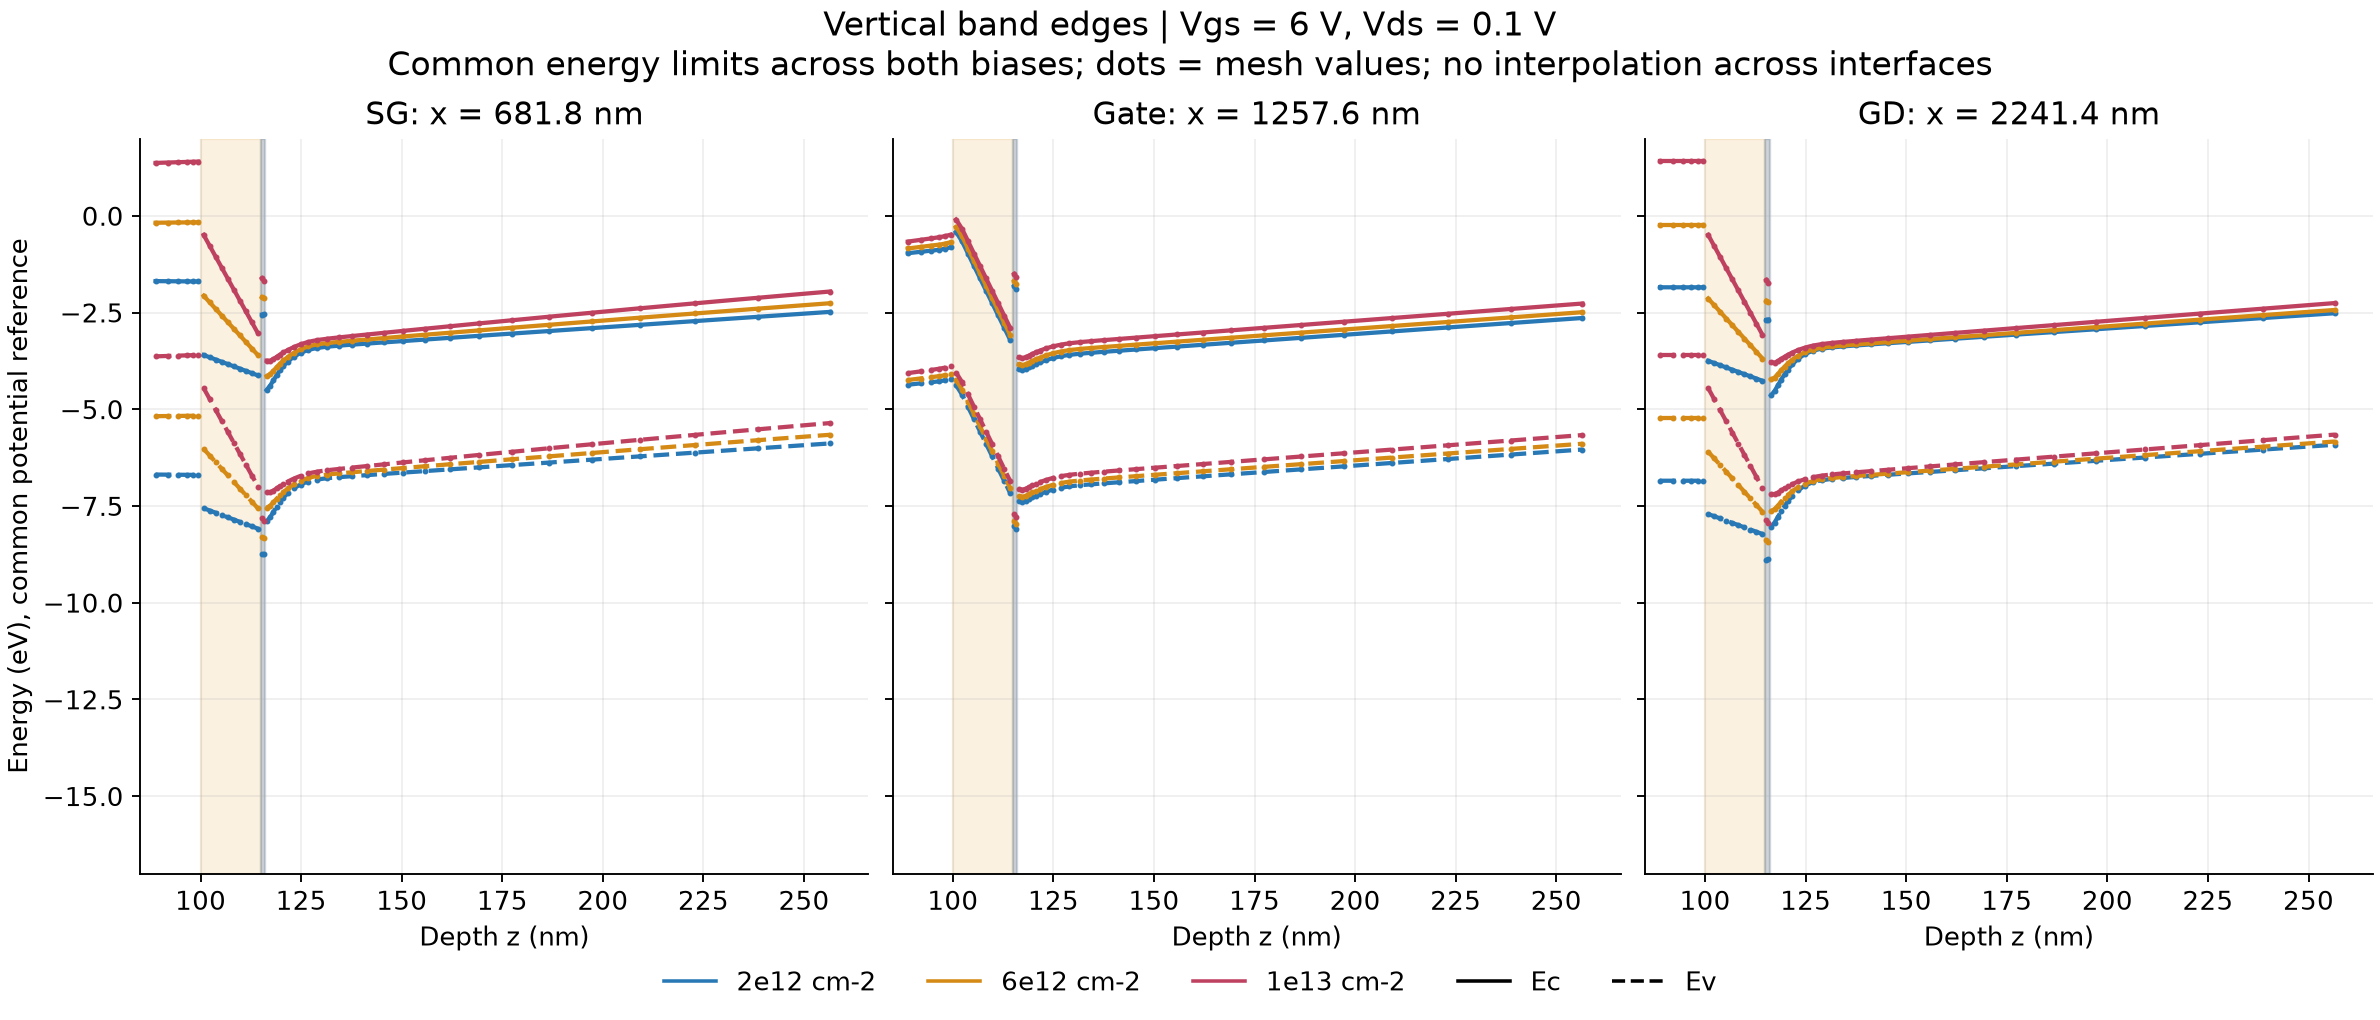 Vertical band edges | Vgs = 6 V, Vds = 0.1 V
Common energy limits across both biases; dots = mesh values; no interpolation across interfaces
SG: x = 681.8 nm
Gate: x = 1257.6 nm
GD: x = 2241.4 nm
Energy (eV), common potential reference
0.0
−2.5
−5.0
−7.5
−10.0
−12.5
−15.0
100 125 150 175 200 225 250
100 125 150 175 200 225 250
100 125 150 175 200 225 250
Depth z (nm)
Depth z (nm)
Depth z (nm)
2e12 cm-2
6e12 cm-2
1e13 cm-2
Ec
Ev